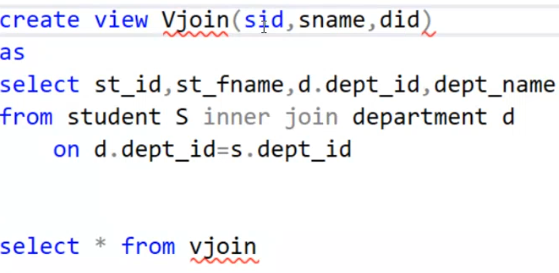 create view Vjoin(sid,sname,did)
as
select st_id,st_fname,d.dept_id,dept_name
from student S inner join department d
on d.dept_id=s.dept_id
select * from vjoin